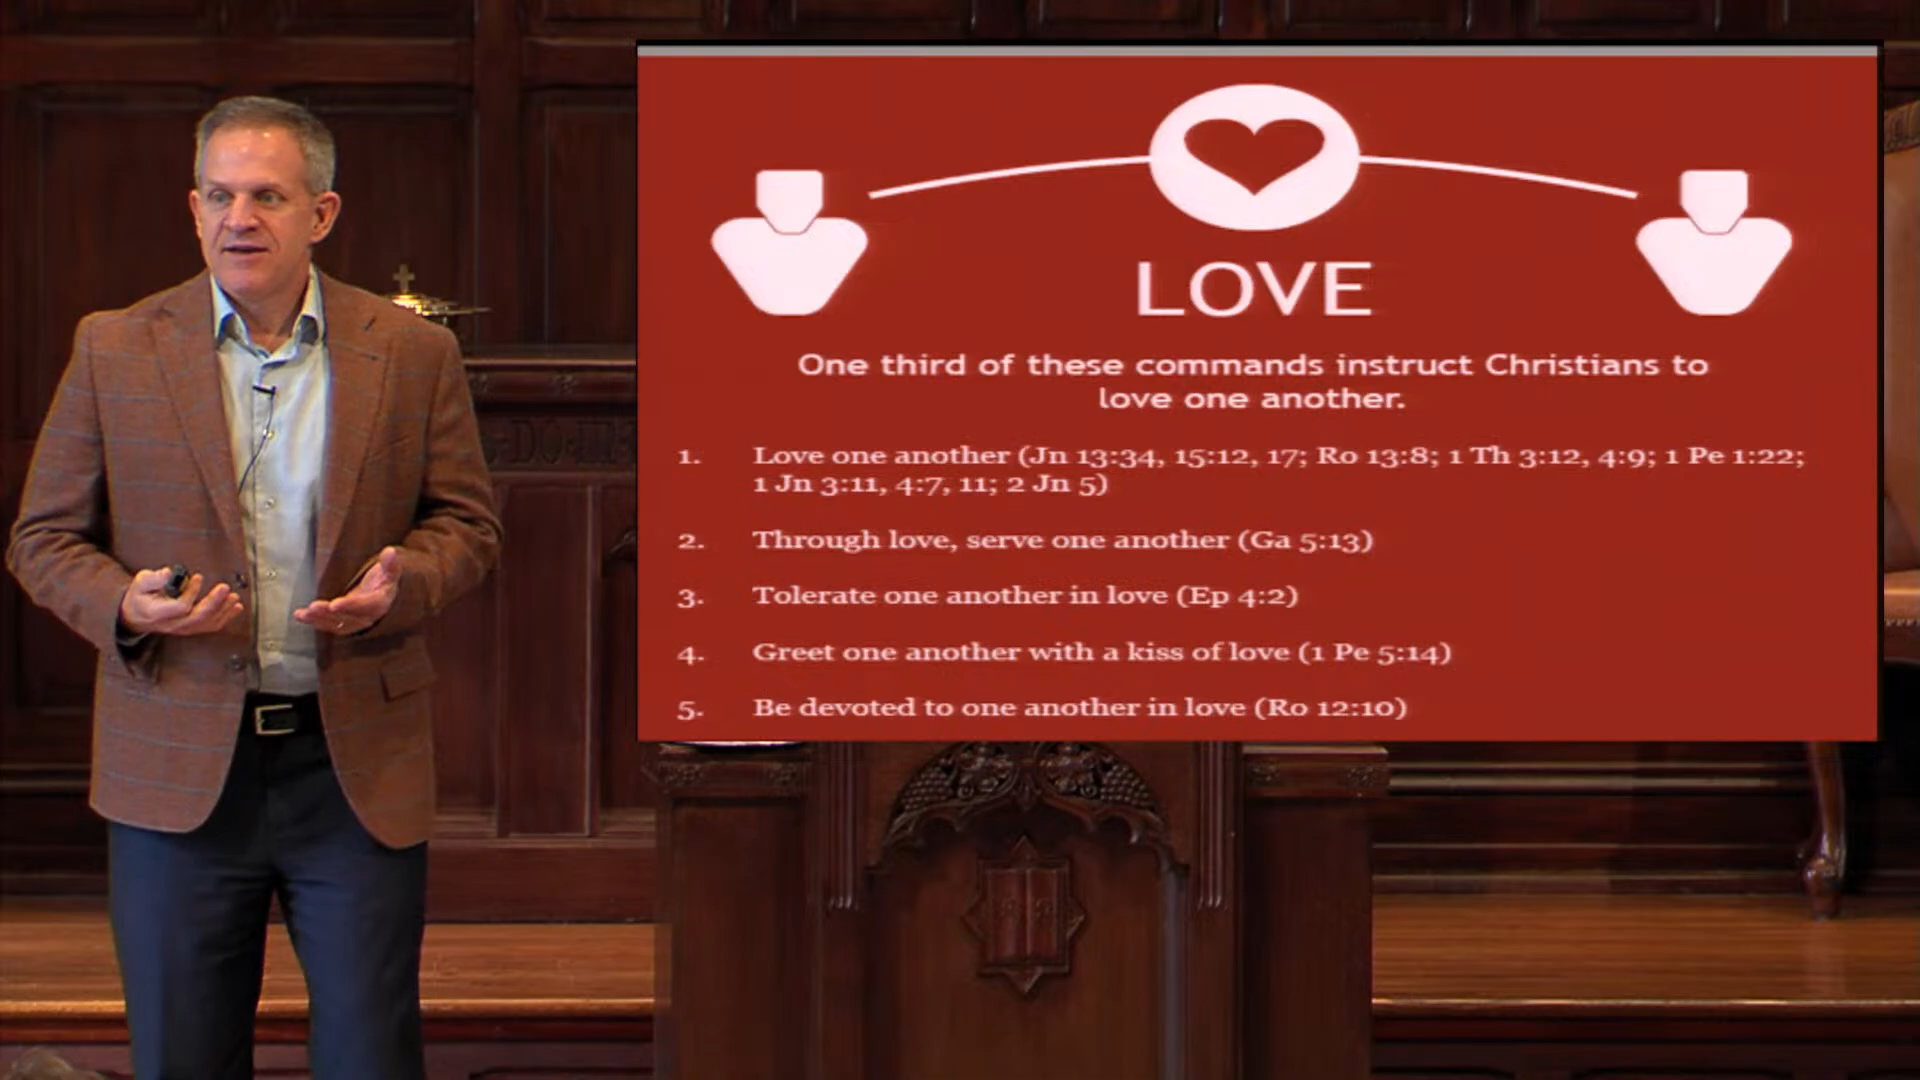 LOVE
One third of these commands instruct Christians to
love one another.
1. Love one another (Jn 13:34, 15:12, 17; Ro 13:8; 1 Th 3:12, 4:9; 1 Pe 1:22;
1 Jn 3:11, 4:7, 11; 2 Jn 5)
2. Through love, serve one another (Ga 5:13)
3. Tolerate one another in love (Ep 4:2)
4. Greet one another with a kiss of love (1 Pe 5:14)
5. Be devoted to one another in love (Ro 12:10)